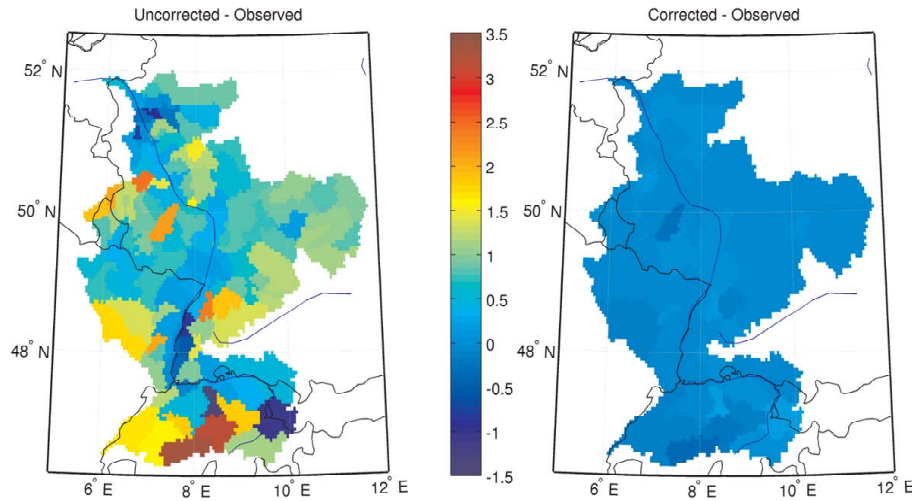 Uncorrected - Observed
Corrected - Observed
52° N
50° N
48° N
6° E
8° E
10° E
12° E
3.5
3
2.5
2
1.5
1
0.5
0
-0.5
-1
-1.5
52° N
50° N
48° N
6° E
8° E
10° E
12° E